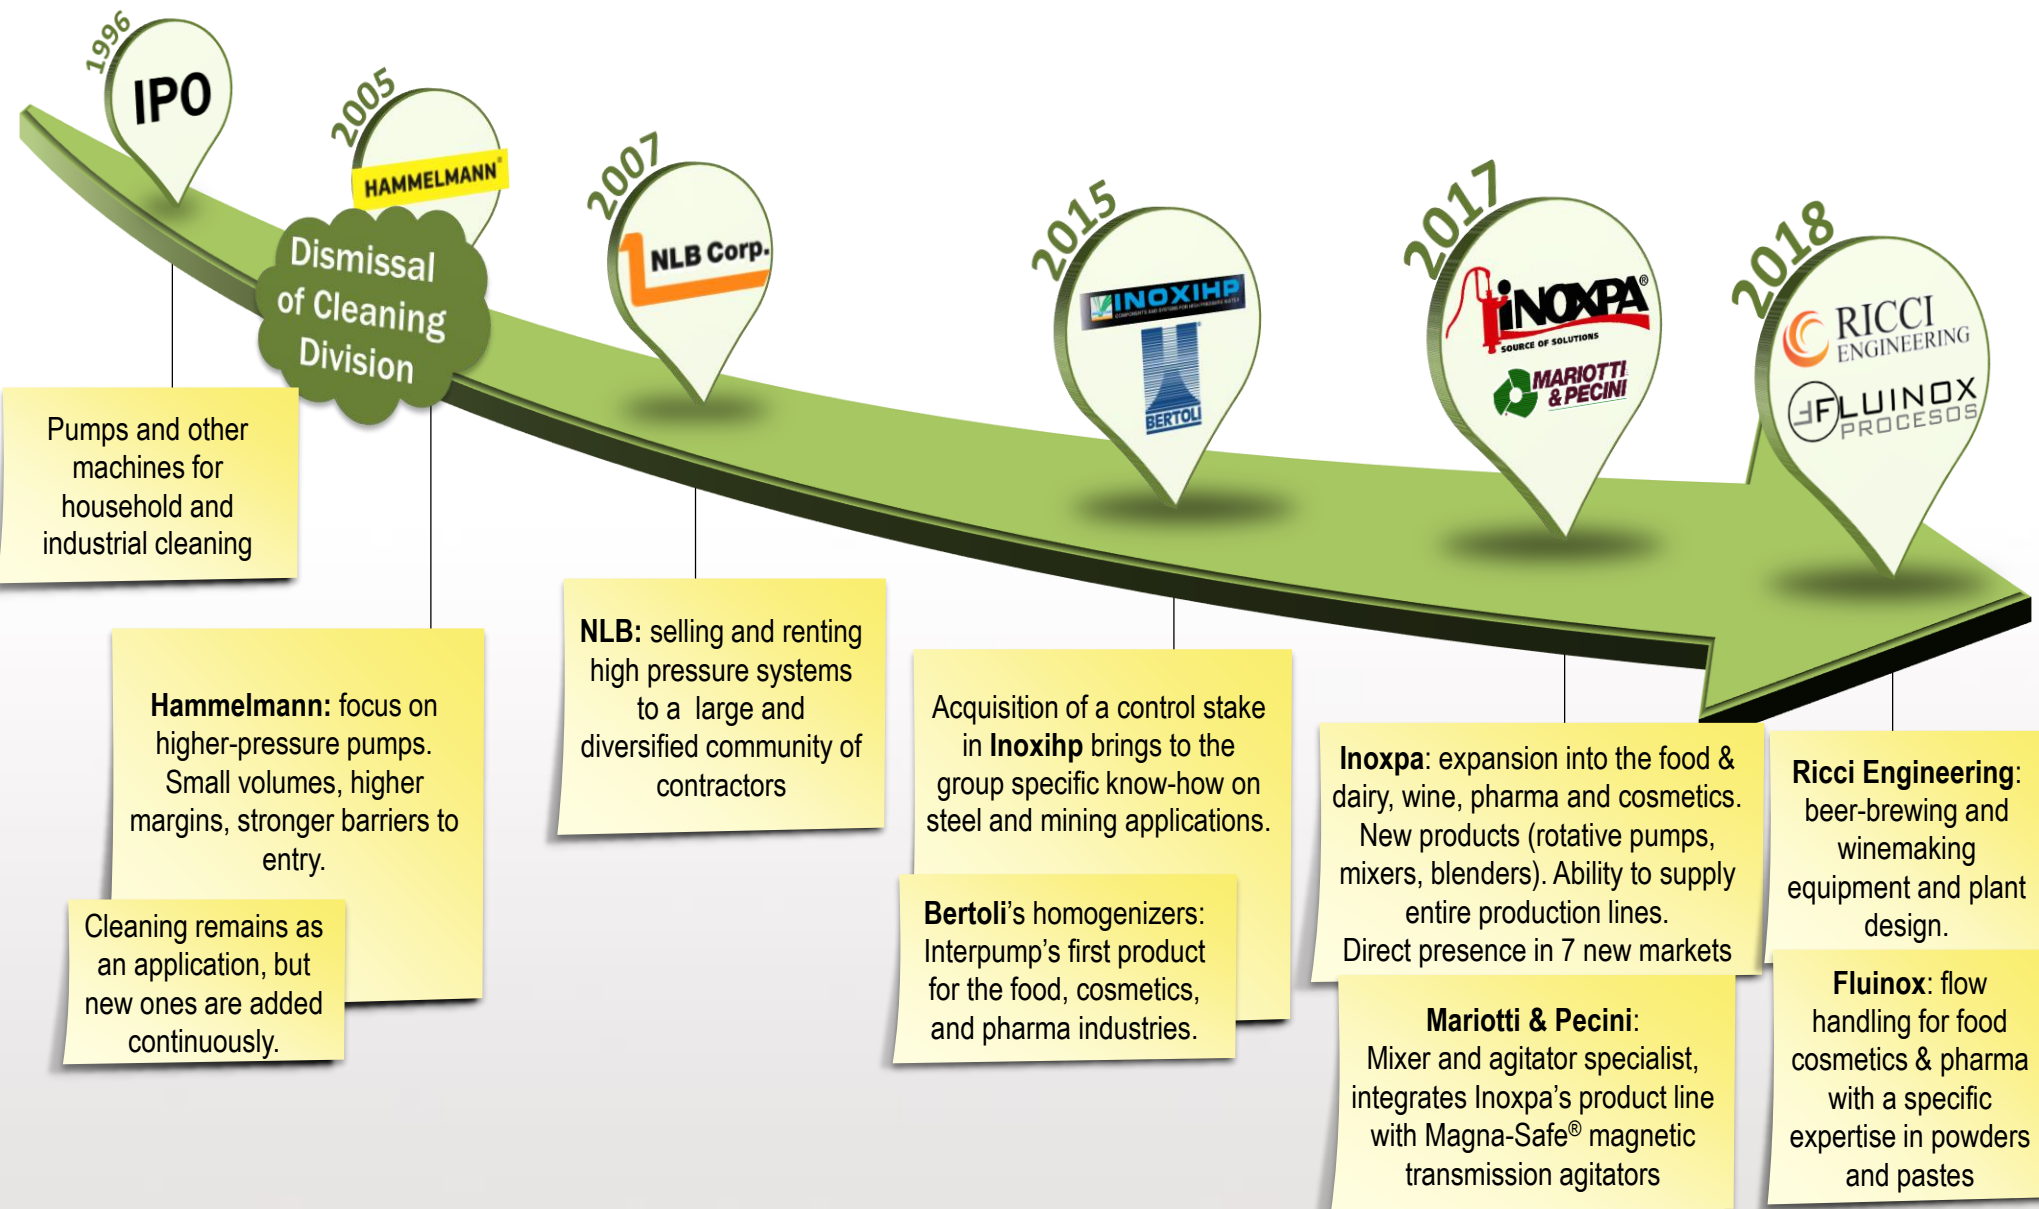 1996
IPO
2005
HAMMELMANN®
Dismissal
of Cleaning
Division
2007
NLB Corp.
2015
INOXIHP
COMPONENTS AND SYSTEMS FOR HIGH PRESSURE WATER
BERTOLI
2017
iNOXPA®
SOURCE OF SOLUTIONS
MARIOTTI
& PECINI
2018
RICCI
ENGINEERING
FLUINOX
PROCESOS
Pumps and other
machines for
household and
industrial cleaning
Hammelmann: focus on
higher-pressure pumps.
Small volumes, higher
margins, stronger barriers to
entry.
Cleaning remains as
an application, but
new ones are added
continuously.
NLB: selling and renting
high pressure systems
to a large and
diversified community of
contractors
Acquisition of a control stake
in Inoxihp brings to the
group specific know-how on
steel and mining applications.
Bertoli's homogenizers:
Interpump's first product
for the food, cosmetics,
and pharma industries.
Inoxpa: expansion into the food &
dairy, wine, pharma and cosmetics.
New products (rotative pumps,
mixers, blenders). Ability to supply
entire production lines.
Direct presence in 7 new markets
Mariotti & Pecini:
Mixer and agitator specialist,
integrates Inoxpa's product line
with Magna-Safe® magnetic
transmission agitators
Ricci Engineering:
beer-brewing and
winemaking
equipment and plant
design.
Fluinox: flow
handling for food
cosmetics & pharma
with a specific
expertise in powders
and pastes